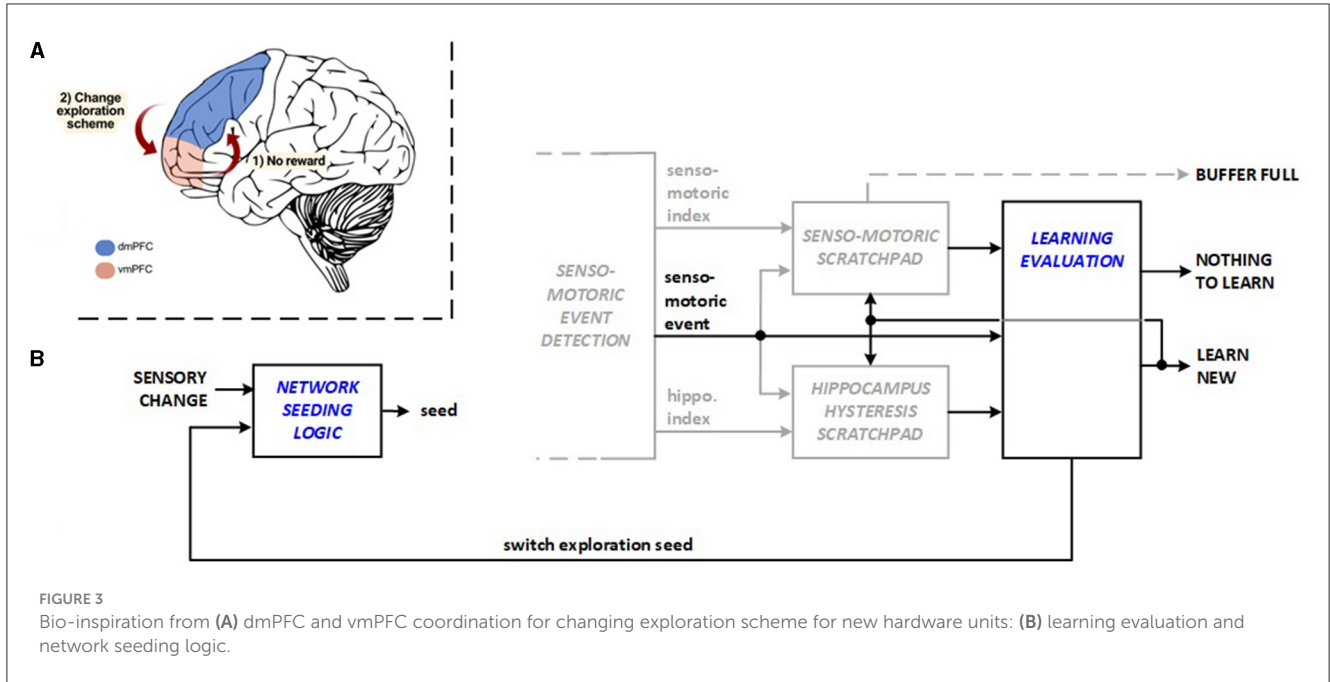 A
2) Change
exploration
scheme
1) No reward
dmPFC
vmPFC
B
SENSORY
CHANGE
NETWORK
SEEDING
LOGIC
seed
SENSO-
MOTORIC
EVENT
DETECTION
senso-
motoric
index
senso-
motoric
event
hippo.
index
SENSO-MOTORIC
SCRATCHPAD
HIPPOCAMPUS
HYSTERESIS
SCRATCHPAD
LEARNING
EVALUATION
BUFFER FULL
NOTHING
TO LEARN
LEARN
NEW
switch exploration seed
FIGURE 3
Bio-inspiration from (A) dmPFC and vmPFC coordination for changing exploration scheme for new hardware units: (B) learning evaluation and
network seeding logic.